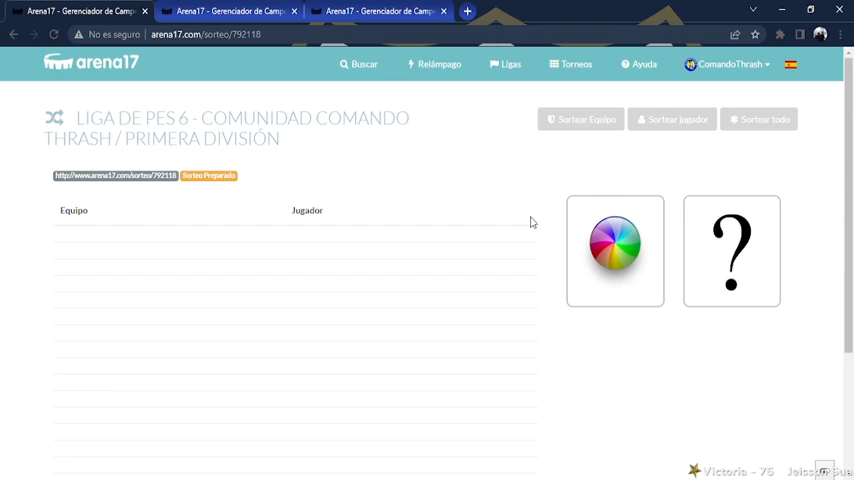 Arena17 - Gerenciador de Camp
Arena17 - Gerenciador de Camp
Arena17 - Gerenciador de Camp
No es seguro
arena17.com/sorteo/792118
arena17
Buscar
Relámpago
Ligas
Torneos
Ayuda
ComandoThrash
LIGA DE PES 6 - COMUNIDAD COMANDO
THRASH / PRIMERA DIVISIÓN
Sortear Equipo
Sortear jugador
Sortear todo
http://www.arena17.com/sorteo/792118
Sorteo Preparado
Equipo
Jugador
?
Victoria - 75
Jeisson Sua